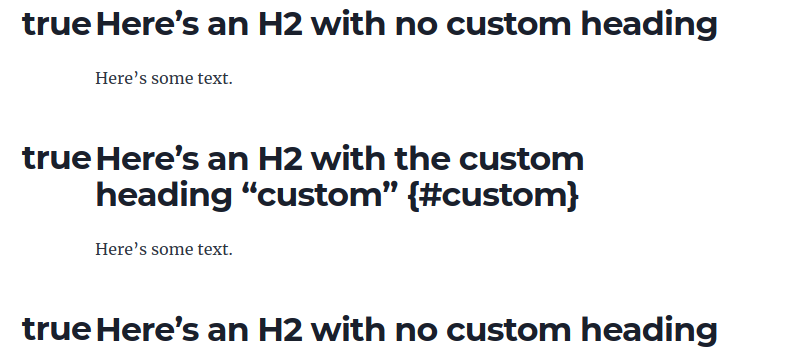 true Here’s an H2 with no custom heading
Here’s some text.
true Here’s an H2 with the custom
heading “custom” {#custom}
Here’s some text.
true Here’s an H2 with no custom heading